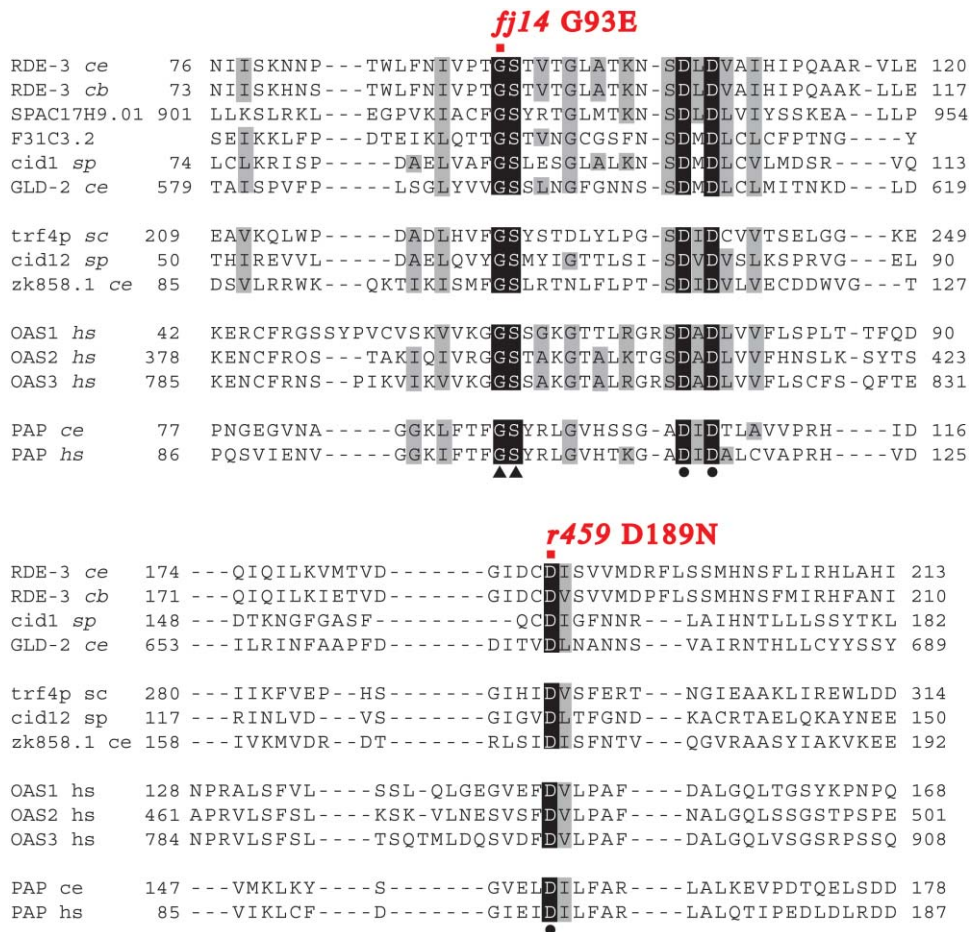 fj14 G93E
RDE-3 ce 76 NIISKNNP---TWLFNIVPTGSTVTGLATKN-SDLDVAIHIPQAAR-VLE 120
RDE-3 cb 73 NIISKHNS---TWLFNIVPTGSTVTGLATKN-SDLDVAIHIPQAAK-LLE 117
SPAC17H9.01 901 LLKSLRKL---EGPVKIACFGSYRTGLMTKN-SDLDLVIYSSKEA--LLP 954
F31C3.2 SEIKKLFP---DTEIKLQTTGSTVNGCGSFN-SDMDLCLCFPTNG----Y
cid1 sp 74 LCLKRISP-----DAELVAFGSLESGLALKN-SDMDLCVLMDSR---VQ 113
GLD-2 ce 579 TAISPVFP-----LSGLYVVGSSLNGFGNNS-SDMDLCLMITNKD--LD 619
trf4p sc 209 EAVKQLWP-----DADLHVFGSYSTDLYLPG-SDIDCVVTSELGG--KE 249
cid12 sp 50 THIREVVL-----DAELQVYGSMYIGTTLSI-SDVDVSLKSPRVG--EL 90
zk858.1 ce 85 DSVLRRWK---QKTIKISMFGSLRTNLFLPT-SDIDVLVECDDWVG--T 127
OAS1 hs 42 KERCFRGSSYPVCVSKVVKGGSSGKGTTLRGRSDADLVVFLSPLT-TFQD 90
OAS2 hs 378 KENCFROS---TAKIQIVRGGSTAKGTALKTGSDADLVVFHNSLK-SYTS 423
OAS3 hs 785 KENCFRNS--PIKVIKVVKGGSSAKGTALRGRSDADLVVFLSCFS-QFTE 831
PAP ce 77 PNGEGVNA-----GGKLFTFGSYRLGVHSSG-ADIDTLAVVPRH---ID 116
PAP hs 86 PQSVIENV-----GGKIFTFGSYRLGVHTKG-ADIDALCVAPRH---VD 125
r459 D189N
RDE-3 ce 174 ---QIQILKVMTVD-------GIDCDISVVMDRFLSSMHNSFLIRHLAHI 213
RDE-3 cb 171 ---QIQILKIETVD-------GIDCDVSVVMDPFLSSMHNSFMIRHFANI 210
cid1 sp 148 ---DTKNGFGASF--------QCDIGFNNR---LAIHNTLLLSSYTKL 182
GLD-2 ce 653 ---ILRINFAAPFD-------DITVDLNANNS---VAIRNTHLLCYYSSY 689
trf4p sc 280 ---IIKFVEP--HS-------GIHIDVSFERT---NGIEAAKLIREWLDD 314
cid12 sp 117 ---RINLVD--VS-------GIGVDLTFGND---KACRTAELQKAYNEE 150
zk858.1 ce 158 ---IVKMVDR--DT-------RLSIDISFNTV---QGVRAASYIAKVKEE 192
OAS1 hs 128 NPRALSFVL----SSL-QLGEGVEFDVLPAF---DALGQLTGSYKPNPQ 168
OAS2 hs 461 APRVLSFSL----KSK-VLNESVSFDVLPAF---NALGQLSSGSTPSPE 501
OAS3 hs 784 NPRVLSFSL----TSQTMLDQSVDFDVLPAF---DALGQLVSGSRPSSQ 908
PAP ce 147 ---VMKLKY----S-------GVELDILFAR---LALKEVPDTQELSDD 178
PAP hs 85 ---VIKLCF----D-------GIEIDILFAR---LALQTIPEDLDLRDD 187